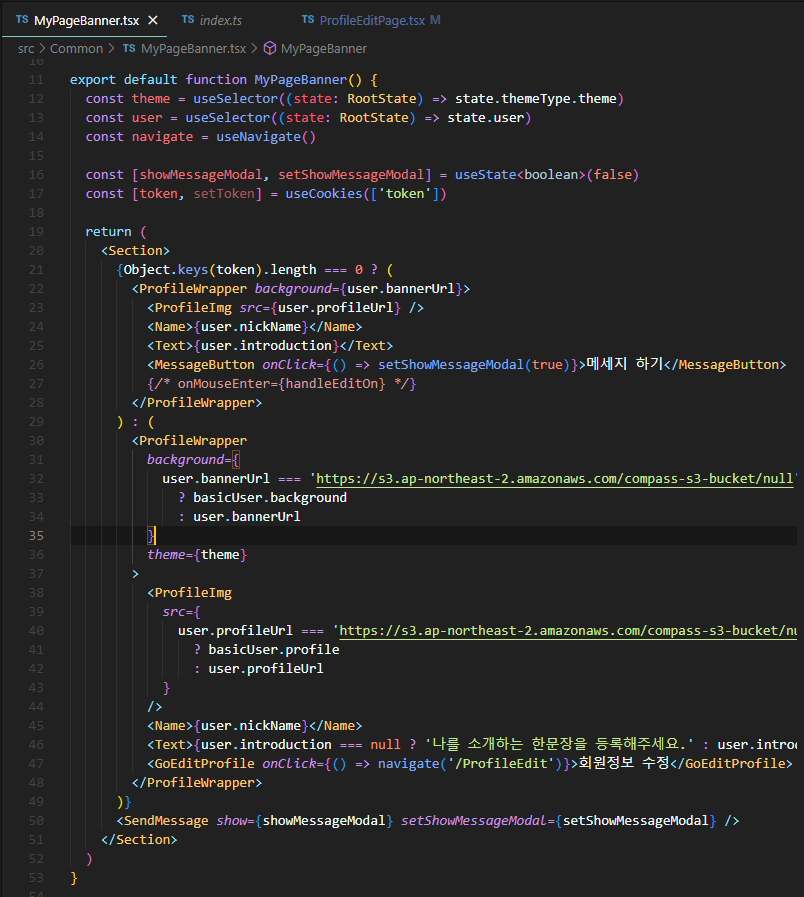 TS MyPageBanner.tsx × TS index.ts TS ProfileEditPage.tsx M
src > Common > TS MyPageBanner.tsx > MyPageBanner
10
11 export default function MyPageBanner() {
12 const theme = useSelector((state: RootState) => state.themeType.theme)
13 const user = useSelector((state: RootState) => state.user)
14 const navigate = useNavigate()
15
16 const [showMessageModal, setShowMessageModal] = useState<boolean>(false)
17 const [token, setToken] = useCookies(['token'])
18
19 return (
20 <Section>
21 {Object.keys(token).length === 0 ? (
22 <ProfileWrapper background={user.bannerUrl}>
23 <ProfileImg src={user.profileUrl} />
24 <Name>{user.nickName}</Name>
25 <Text>{user.introduction}</Text>
26 <MessageButton onClick={() => setShowMessageModal(true)}>메세지 하기</MessageButton>
27 {/* onMouseEnter={handleEditOn} */}
28 </ProfileWrapper>
29 ) : (
30 <ProfileWrapper
31 background={
32 user.bannerUrl === 'https://s3.ap-northeast-2.amazonaws.com/compass-s3-bucket/null'
33 ? basicUser.background
34 : user.bannerUrl
35 }
36 theme={theme}
37 >
38 <ProfileImg
39 src={
40 user.profileUrl === 'https://s3.ap-northeast-2.amazonaws.com/compass-s3-bucket/nu
41 ? basicUser.profile
42 : user.profileUrl
43 }
44 />
45 <Name>{user.nickName}</Name>
46 <Text>{user.introduction === null ? '나를 소개하는 한문장을 등록해주세요.' : user.intro
47 <GoEditProfile onClick={() => navigate('/ProfileEdit')}>회원정보 수정</GoEditProfile>
48 </ProfileWrapper>
49 )}
50 <SendMessage show={showMessageModal} setShowMessageModal={setShowMessageModal} />
51 </Section>
52 )
53 }
54